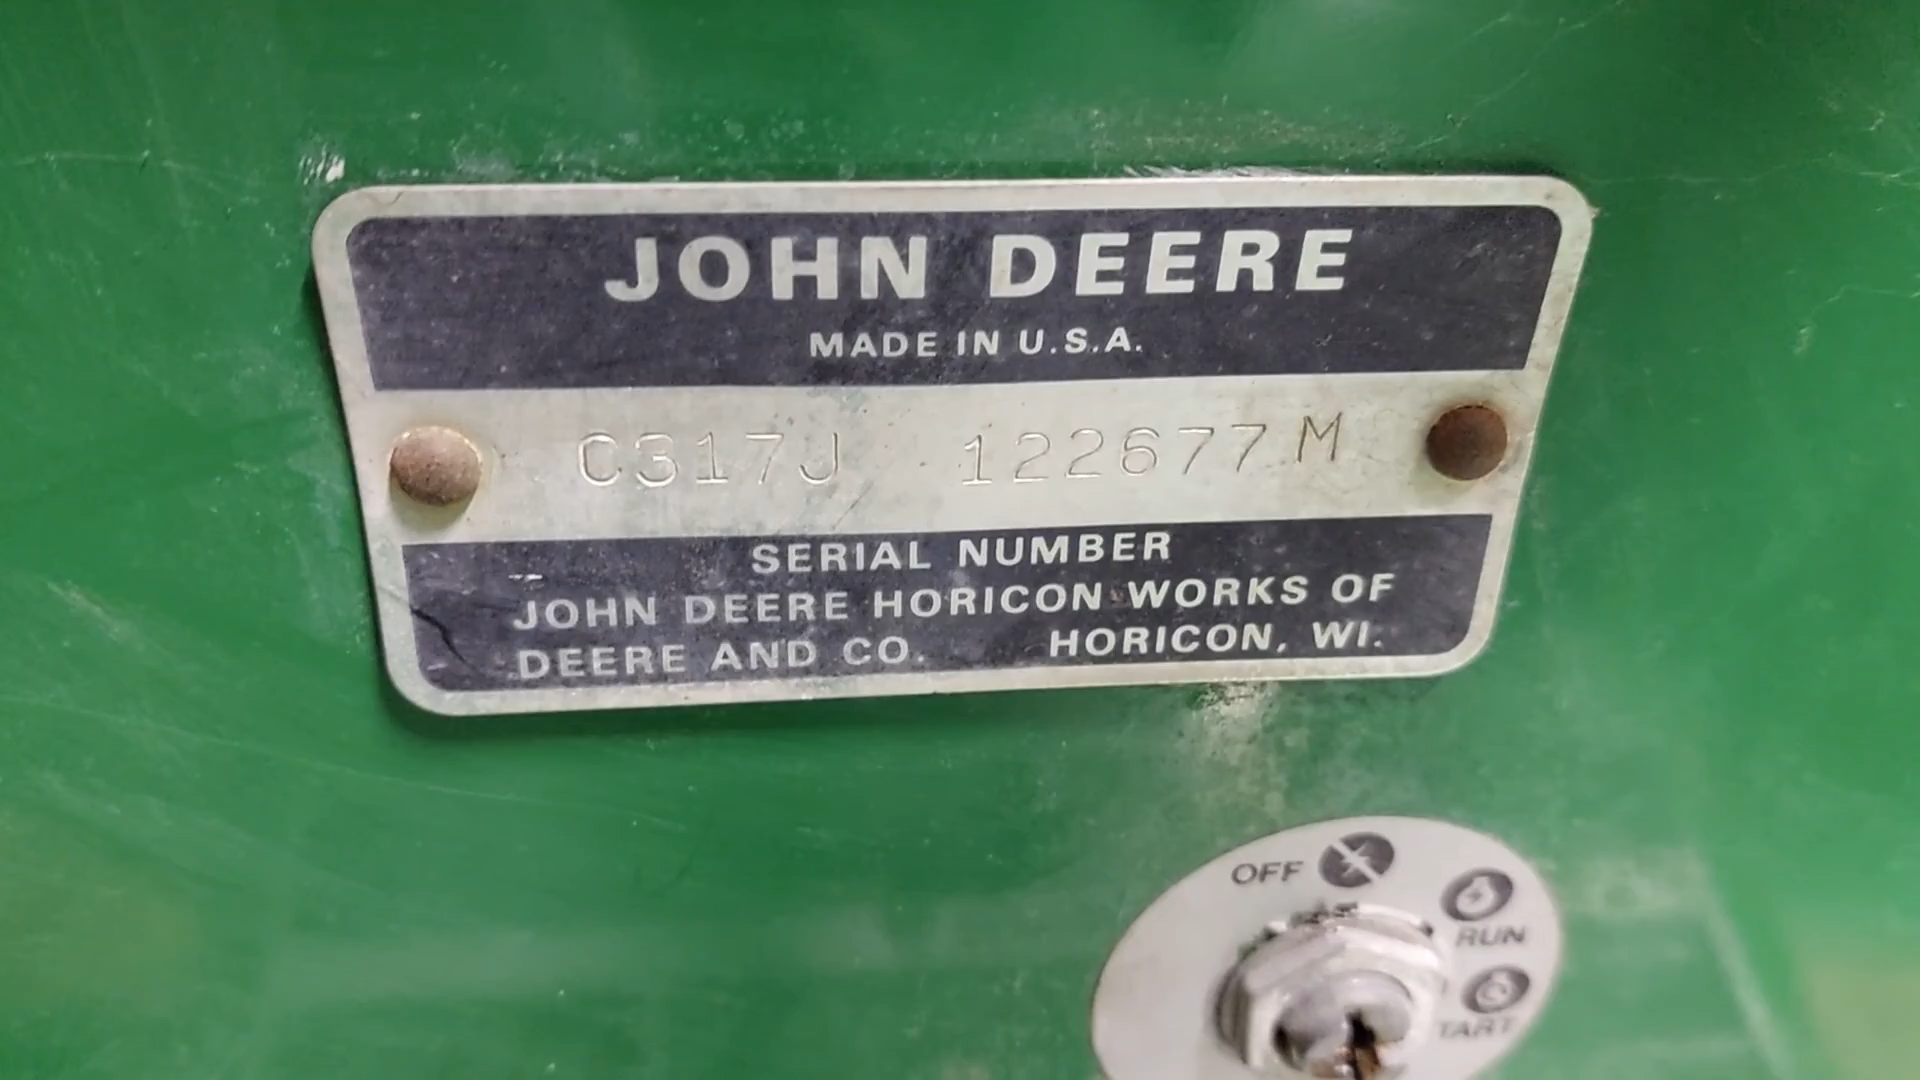 JOHN DEERE
MADE IN U.S.A.
C317J 122677M
SERIAL NUMBER
JOHN DEERE HORICON WORKS OF
DEERE AND CO. HORICON, WI.
OFF
RUN
TART